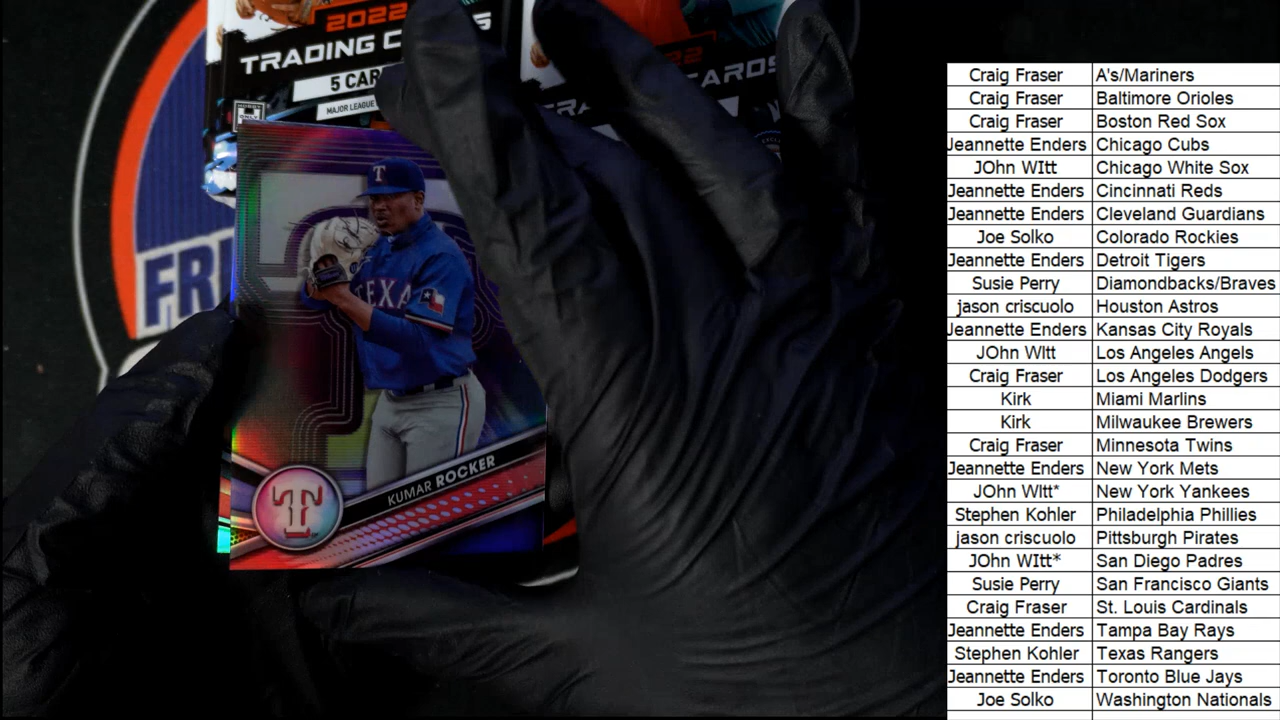 2022
TRADING C S
5 CAR
MAJOR LEAGUE
22
CARDS
FR
T
TEXA
KUMAR ROCKER
T
Craig Fraser A's/Mariners
Craig Fraser Baltimore Orioles
Craig Fraser Boston Red Sox
Jeannette Enders Chicago Cubs
JOhn WItt Chicago White Sox
Jeannette Enders Cincinnati Reds
Jeannette Enders Cleveland Guardians
Joe Solko Colorado Rockies
Jeannette Enders Detroit Tigers
Susie Perry Diamondbacks/Braves
jason criscuolo Houston Astros
Jeannette Enders Kansas City Royals
JOhn WItt Los Angeles Angels
Craig Fraser Los Angeles Dodgers
Kirk Miami Marlins
Kirk Milwaukee Brewers
Craig Fraser Minnesota Twins
Jeannette Enders New York Mets
JOhn WItt* New York Yankees
Stephen Kohler Philadelphia Phillies
jason criscuolo Pittsburgh Pirates
JOhn WItt* San Diego Padres
Susie Perry San Francisco Giants
Craig Fraser St. Louis Cardinals
Jeannette Enders Tampa Bay Rays
Stephen Kohler Texas Rangers
Jeannette Enders Toronto Blue Jays
Joe Solko Washington Nationals